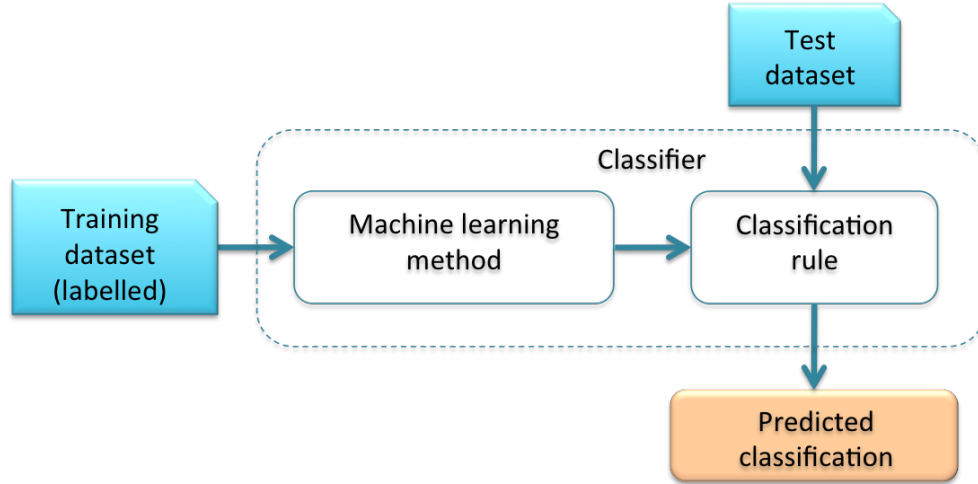 Test
dataset
Classifier
Training
dataset
(labelled)
Machine learning
method
Classification
rule
Predicted
classification